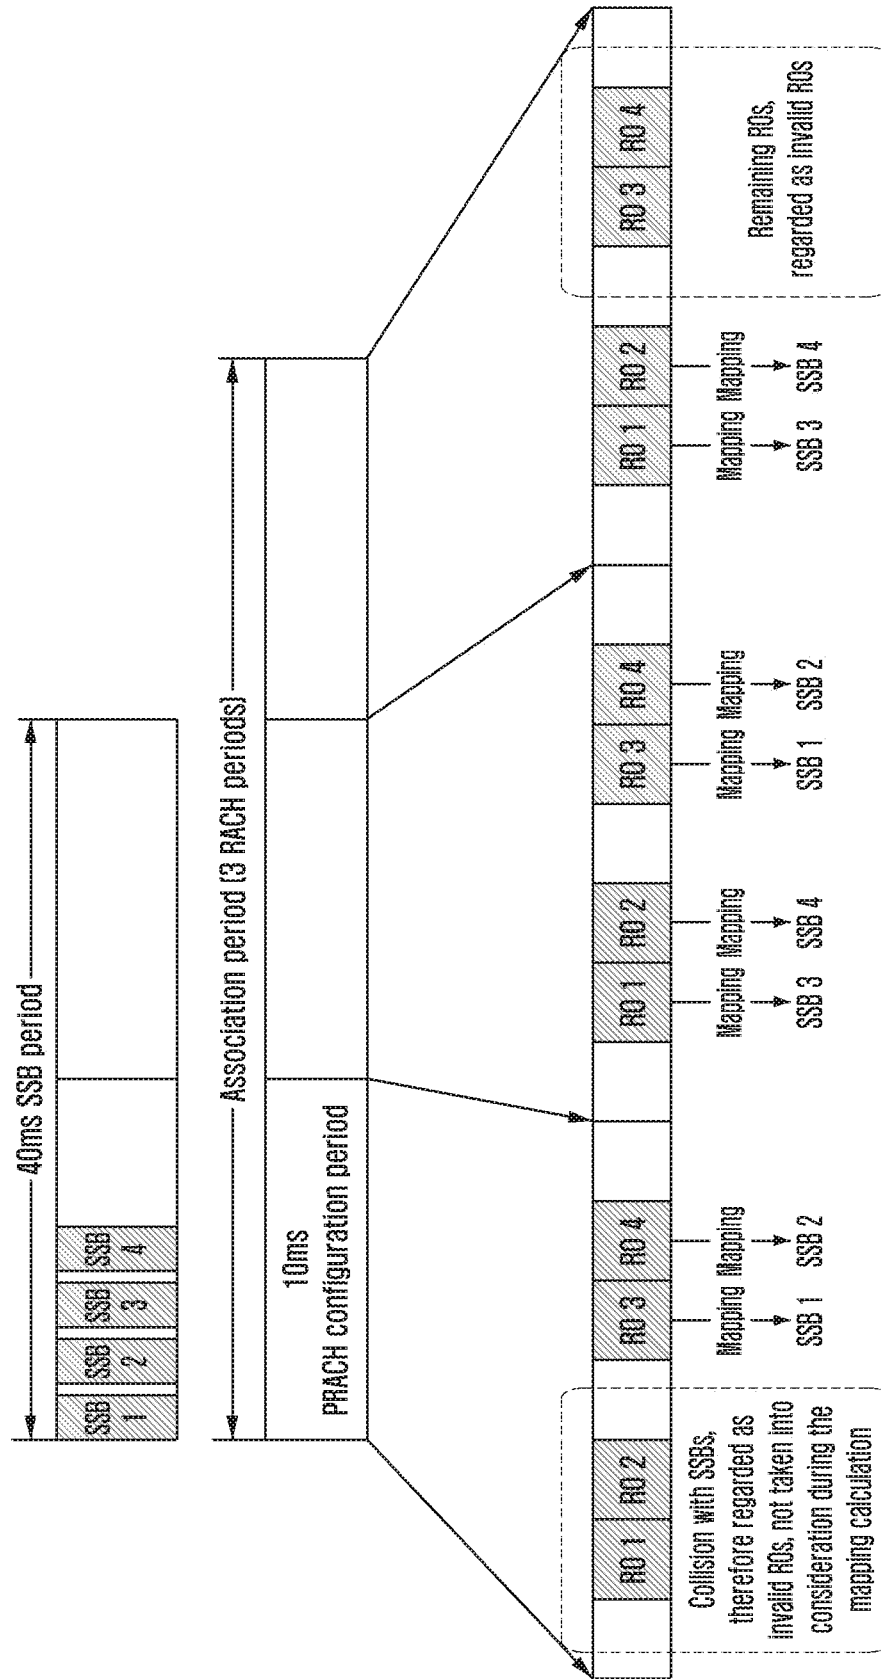 40ms SSB period
SSB
1
SSB
2
SSB
3
SSB
4
Association period (3 RACH periods)
10ms
PRACH configuration period
RO 1
RO 2
RO 3
RO 4
RO 1
RO 2
RO 3
RO 4
RO 1
RO 2
RO 3
RO 4
Collision with SSBs,
therefore regarded as
invalid ROs, not taken into
consideration during the
mapping calculation
Mapping
Mapping
SSB 1
SSB 2
Mapping
Mapping
SSB 3
SSB 4
Mapping
Mapping
SSB 1
SSB 2
Mapping
Mapping
SSB 3
SSB 4
Remaining ROs,
regarded as invalid ROs